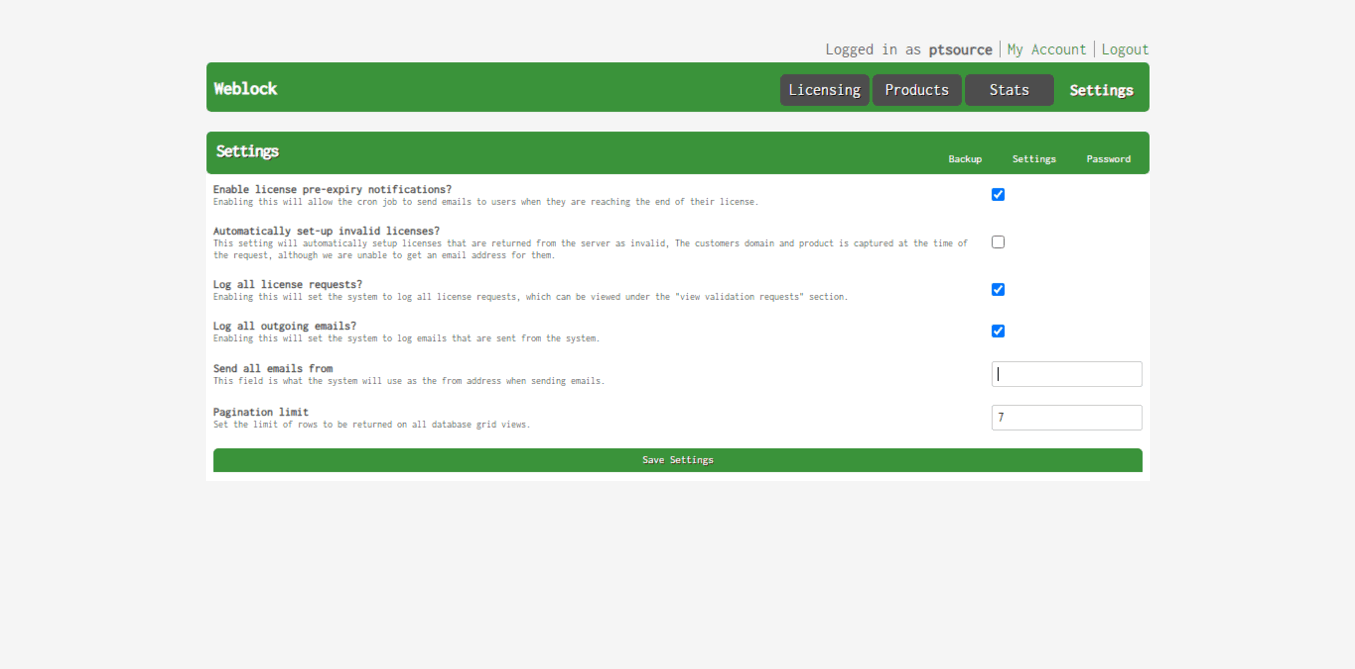 Logged in as ptsource | My Account | Logout
Weblock
Licensing Products Stats Settings
Settings
Backup Settings Password
Enable license pre-expiry notifications?
Enabling this will allow the cron job to send emails to users when they are reaching the end of their license.
Automatically set-up invalid licenses?
This setting will automatically setup licenses that are returned from the server as invalid, The customers domain and product is captured at the time of
the request, although we are unable to get an email address for them.
Log all license requests?
Enabling this will set the system to log all license requests, which can be viewed under the "view validation requests" section.
Log all outgoing emails?
Enabling this will set the system to log emails that are sent from the system.
Send all emails from
This field is what the system will use as the from address when sending emails.
Pagination limit
Set the limit of rows to be returned on all database grid views.
7
Save Settings